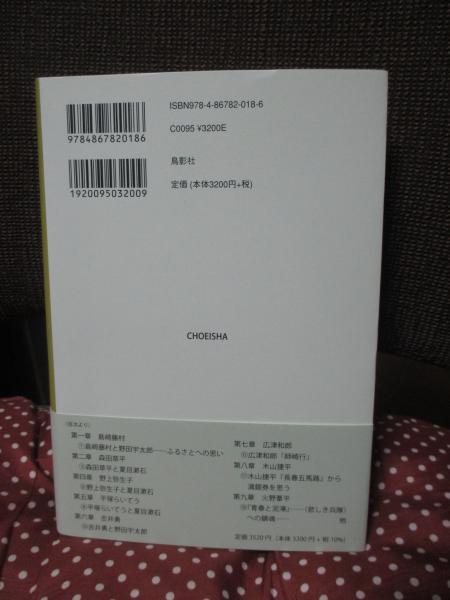 ISBN978-4-86782-018-6
C0095 ¥3200E
9784867820186
鳥影社
定価 (本体3200円+税)
1920095032009
CHOEISHA
〈目次より〉
第一章 島崎藤村
①島崎藤村と野田宇太郎──ふるさとへの思い
第二章 森田草平
③森田草平と夏目漱石
第四章 野上弥生子
⑥野上弥生子と夏目漱石
第五章 平塚らいてう
⑧平塚らいてうと夏目漱石
第六章 吉井勇
⑩吉井勇と野田宇太郎
第七章 広津和郎
広津和郎「師崎行」
第八章 木山捷平
木山捷平『長春五馬路』から
満饌券を思う
第九章 火野葦平
『青春と泥濘』──〈悲しき兵隊〉
への鎮魂──
他
定価 3520円(本体 3200円+税 10%)